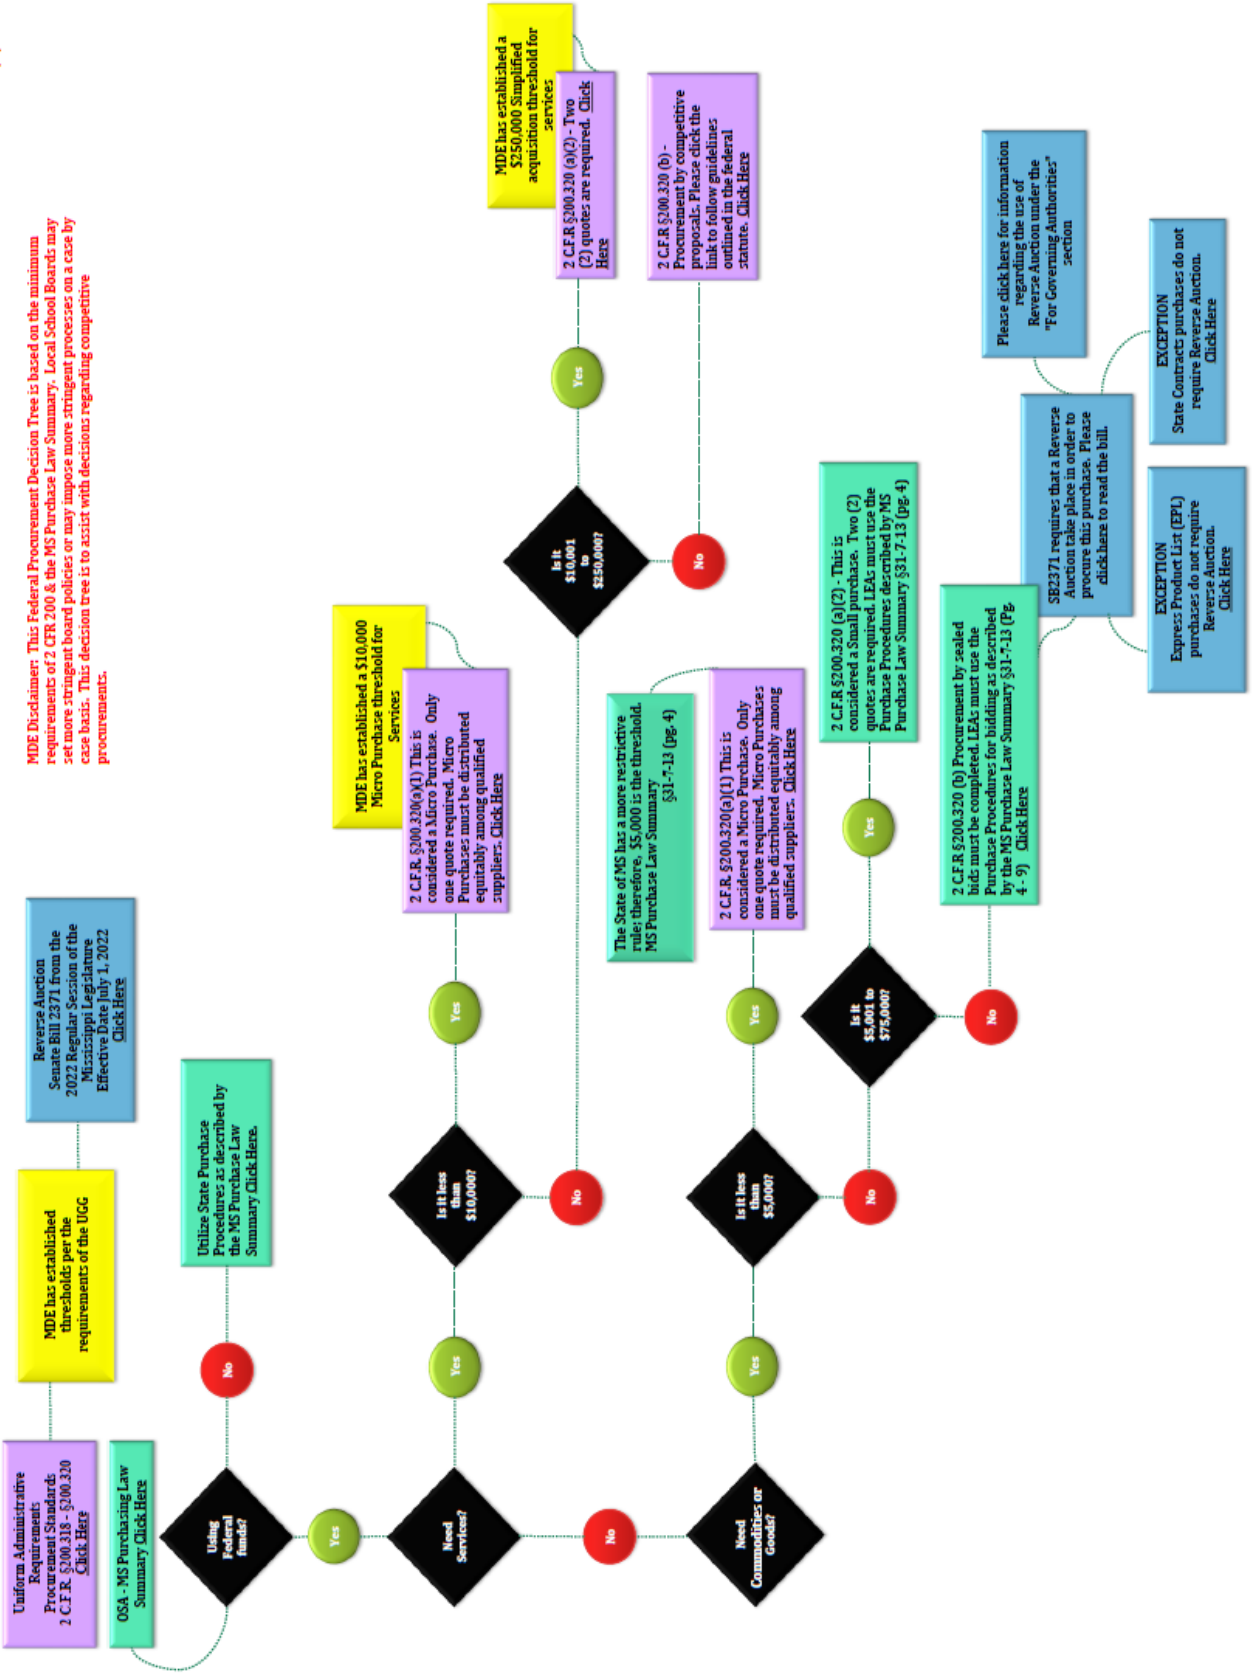 MDE Disclaimer: This Federal Procurement Decision Tree is based on the minimum
requirements of 2 CFR 200 & the MS Purchase Law Summary. Local School Boards may
set more stringent board policies or may impose more stringent processes on a case by
case basis. This decision tree is to assist with decisions regarding competitive
procurements.
Uniform Administrative
Requirements
Procurement Standards
2 C.F.R. §200.318 - §200.320
Click Here
MDE has established
thresholds per the
requirements of the UGG
Reverse Auction
Senate Bill 2371 from the
2022 Regular Session of the
Mississippi Legislature
Effective Date July 1, 2022
Click Here
OSA - MS Purchasing Law
Summary Click Here
Using
Federal
funds?
No
Utilize State Purchase
Procedures as described by
the MS Purchase Law
Summary Click Here.
Yes
Need
Services?
Yes
Is it less
than
$10,000?
Yes
MDE has established a $10,000
Micro Purchase threshold for
Services
2 C.F.R. §200.320(a)(1) This is
considered a Micro Purchase. Only
one quote required. Micro
Purchases must be distributed
equitably among qualified
suppliers. Click Here
No
Is it
$10,001
to
$250,000?
Yes
MDE has established a
$250,000 Simplified
acquisition threshold for
services
2 C.F.R §200.320 (a)(2) - Two
(2) quotes are required. Click
Here
No
2 C.F.R §200.320 (b) -
Procurement by competitive
proposals. Please click the
link to follow guidelines
outlined in the federal
statute. Click Here
No
Need
Commodities or
Goods?
Yes
Is it less
than
$5,000?
Yes
The State of MS has a more restrictive
rule; therefore, $5,000 is the threshold.
MS Purchase Law Summary
§31-7-13 (pg. 4)
2 C.F.R. §200.320(a)(1) This is
considered a Micro Purchase. Only
one quote required. Micro Purchases
must be distributed equitably among
qualified suppliers. Click Here
No
Is it
$5,001 to
$75,000?
Yes
2 C.F.R §200.320 (a)(2) - This is
considered a Small purchase. Two (2)
quotes are required. LEAs must use the
Purchase Procedures described by MS
Purchase Law Summary §31-7-13 (pg. 4)
No
2 C.F.R §200.320 (b) Procurement by sealed
bids must be completed. LEAs must use the
Purchase Procedures for bidding as described
by the MS Purchase Law Summary §31-7-13 (Pg.
4 - 9) Click Here
SB2371 requires that a Reverse
Auction take place in order to
procure this purchase. Please
click here to read the bill.
Please click here for information
regarding the use of
Reverse Auction under the
"For Governing Authorities"
section
EXCEPTION
Express Product List (EPL)
purchases do not require
Reverse Auction.
Click Here
EXCEPTION
State Contracts purchases do not
require Reverse Auction.
Click Here